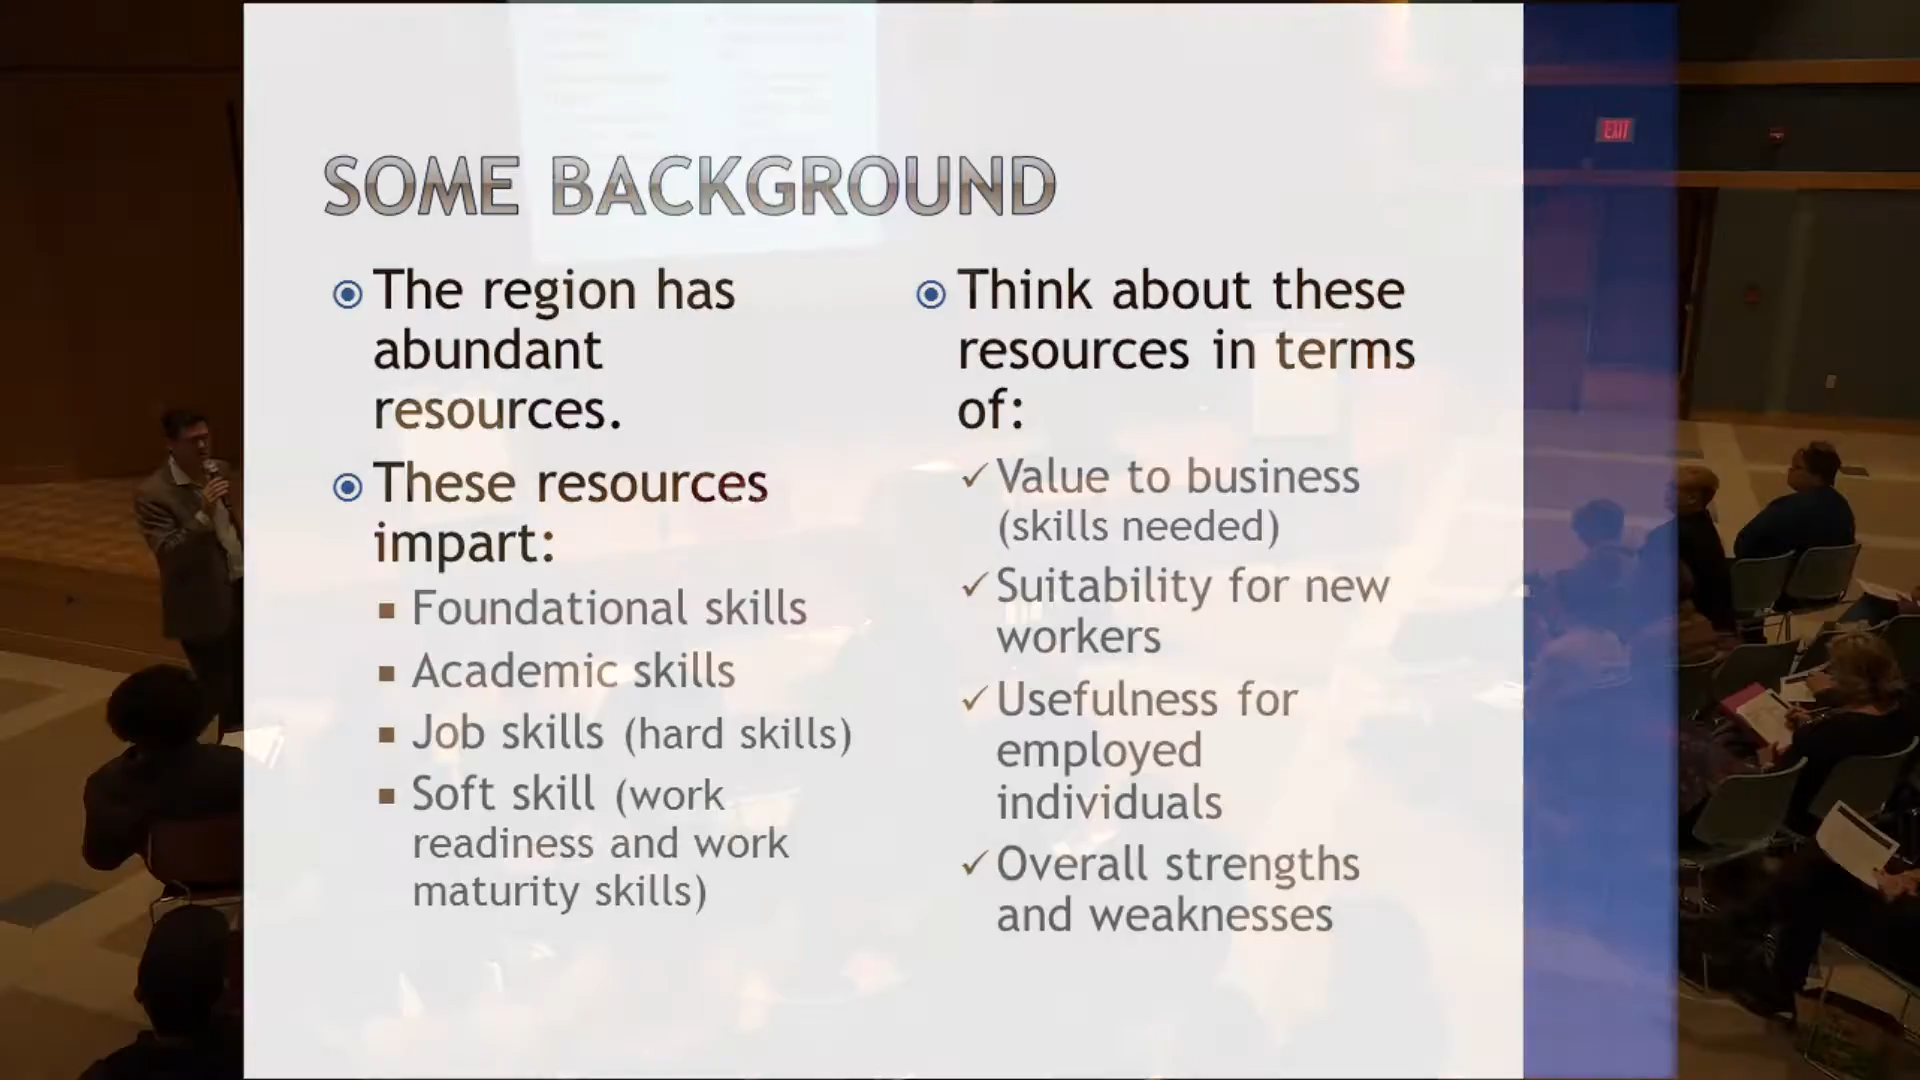 SOME BACKGROUND
The region has
abundant
resources.
These resources
impart:
Foundational skills
Academic skills
Job skills (hard skills)
Soft skill (work
readiness and work
maturity skills)
Think about these
resources in terms
of:
Value to business
(skills needed)
Suitability for new
workers
Usefulness for
employed
individuals
Overall strengths
and weaknesses
EXIT